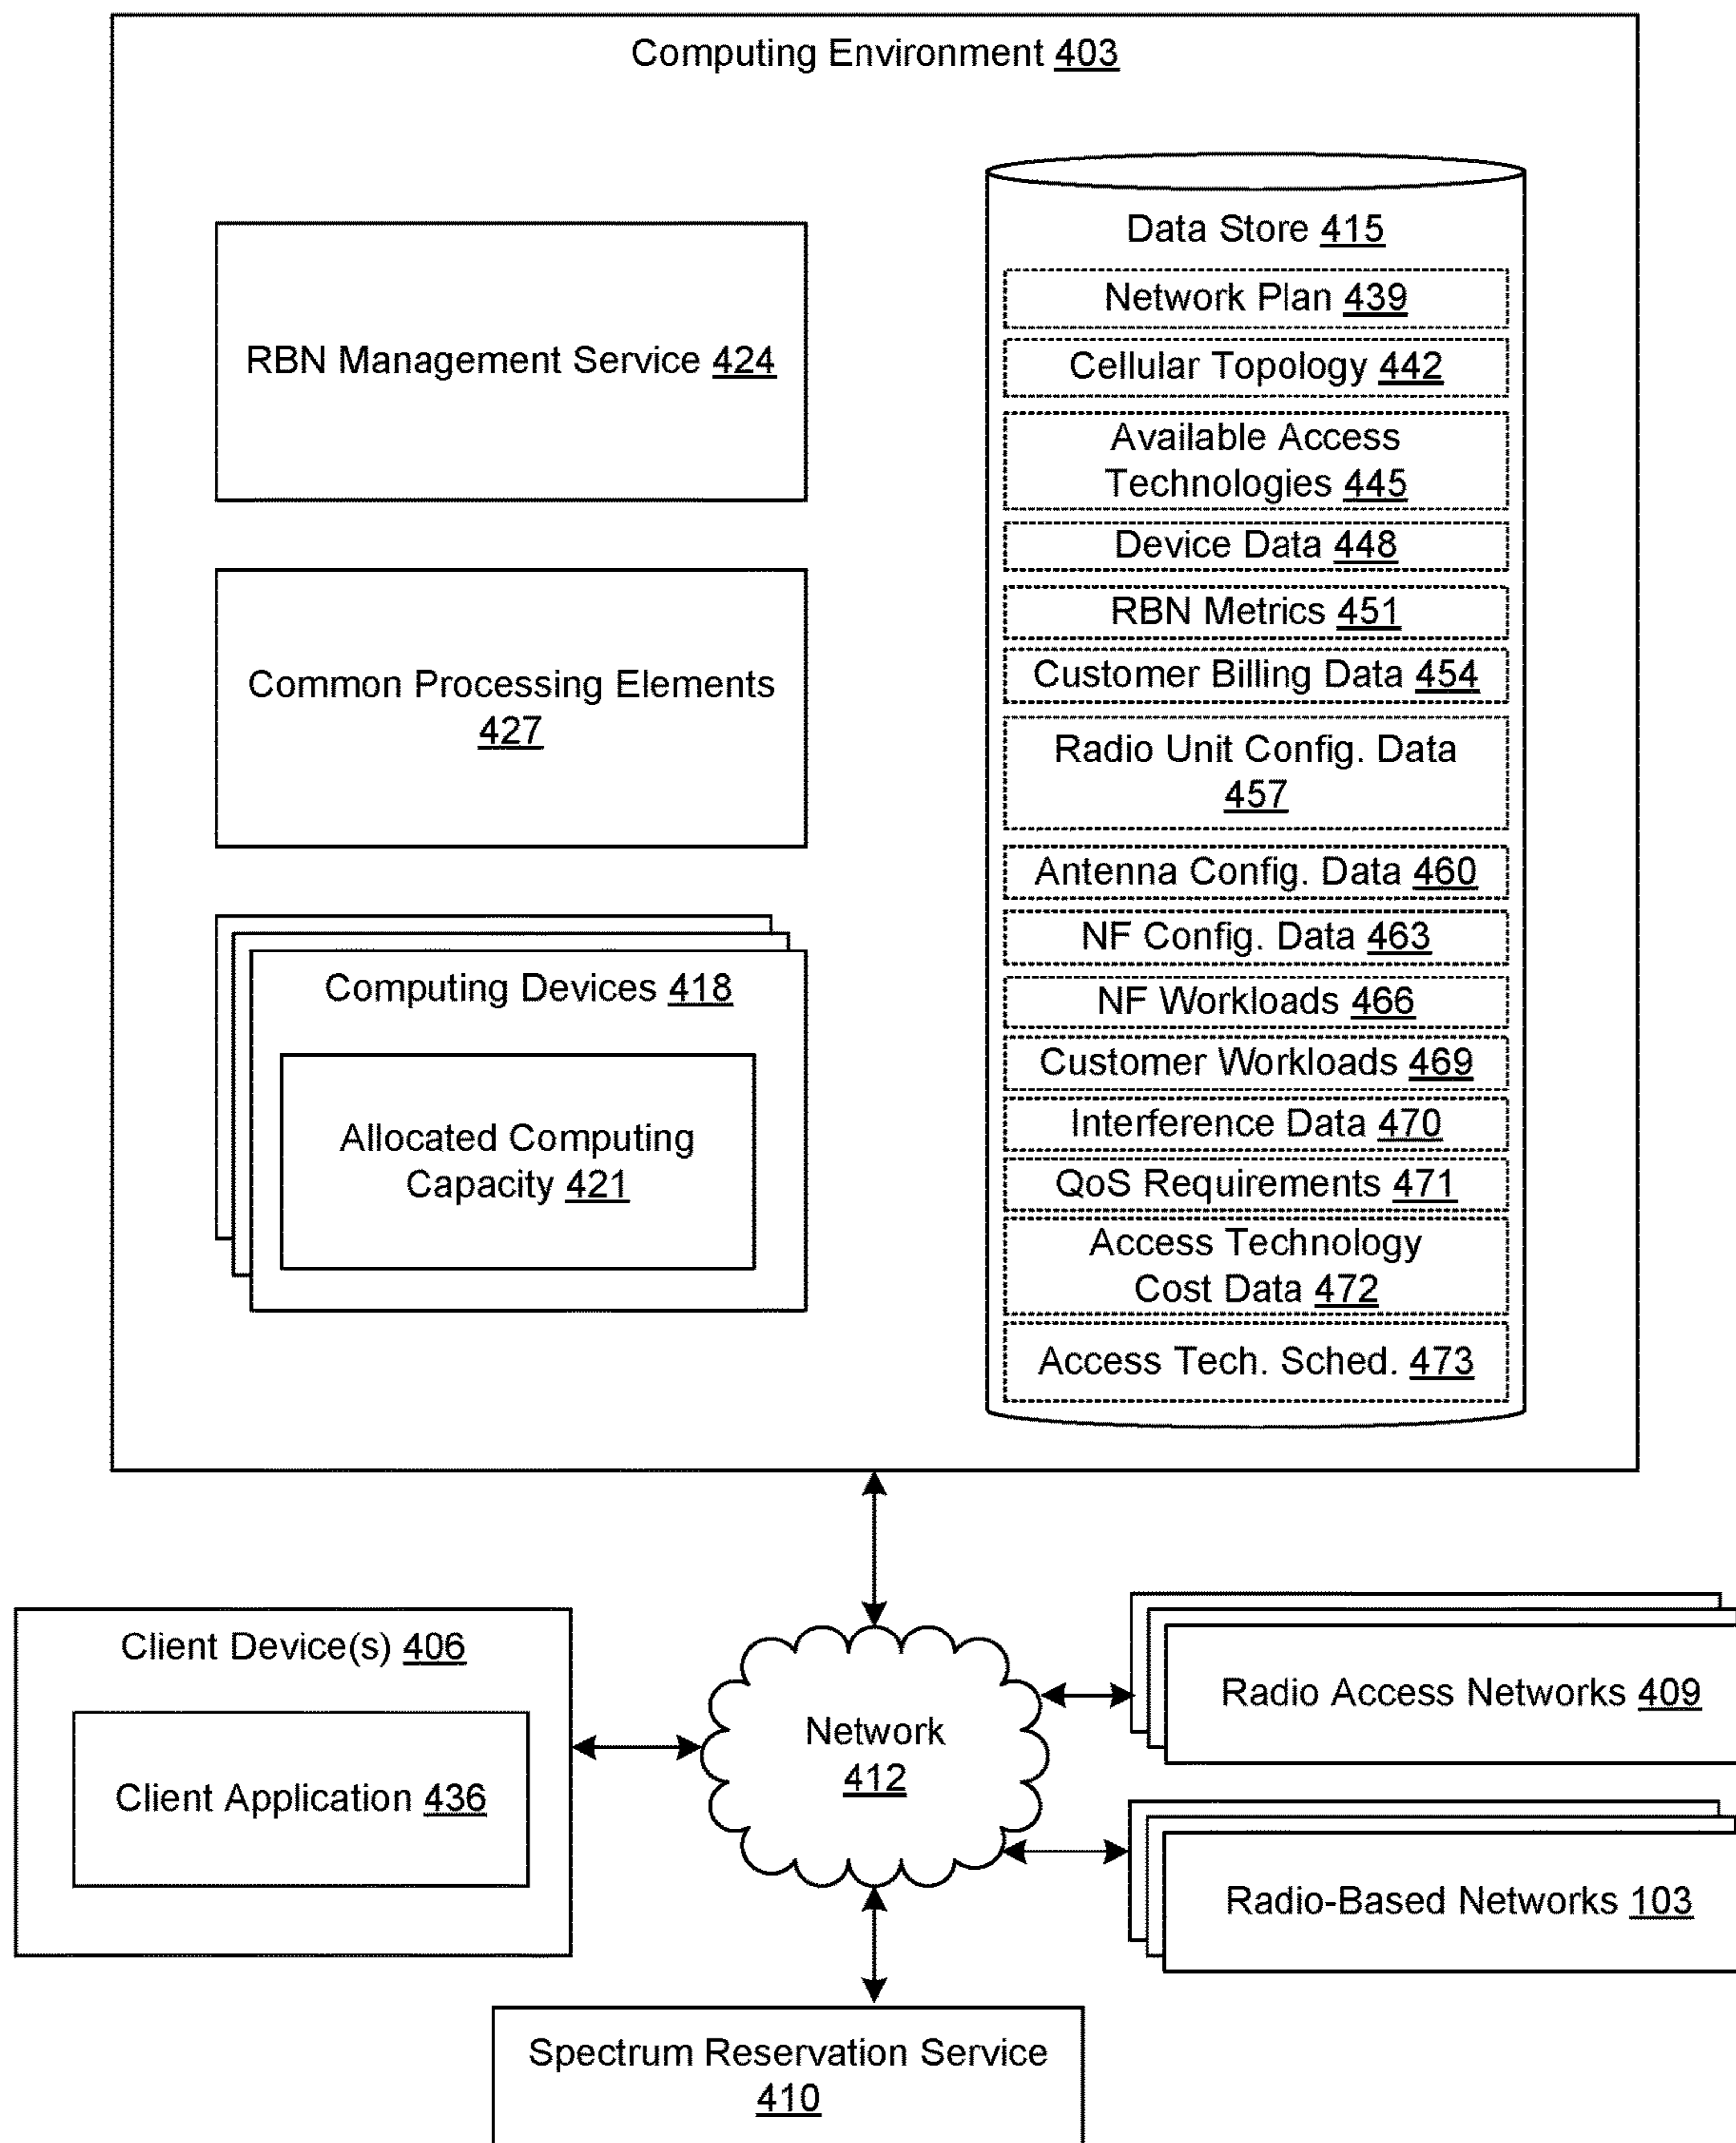 Computing Environment 403
RBN Management Service 424
Common Processing Elements
427
Computing Devices 418
Allocated Computing
Capacity 421
Data Store 415
Network Plan 439
Cellular Topology 442
Available Access
Technologies 445
Device Data 448
RBN Metrics 451
Customer Billing Data 454
Radio Unit Config. Data
457
Antenna Config. Data 460
NF Config. Data 463
NF Workloads 466
Customer Workloads 469
Interference Data 470
QoS Requirements 471
Access Technology
Cost Data 472
Access Tech. Sched. 473
Client Device(s) 406
Client Application 436
Network
412
Radio Access Networks 409
Radio-Based Networks 103
Spectrum Reservation Service
410